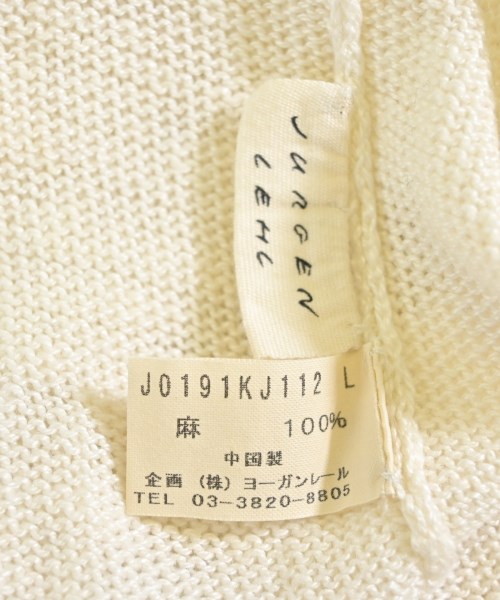 JURGEN
LEHL
J0191KJ112 L
麻 100%
中国製
企画 (株) ヨーガンレール
TEL 03-3820-8805